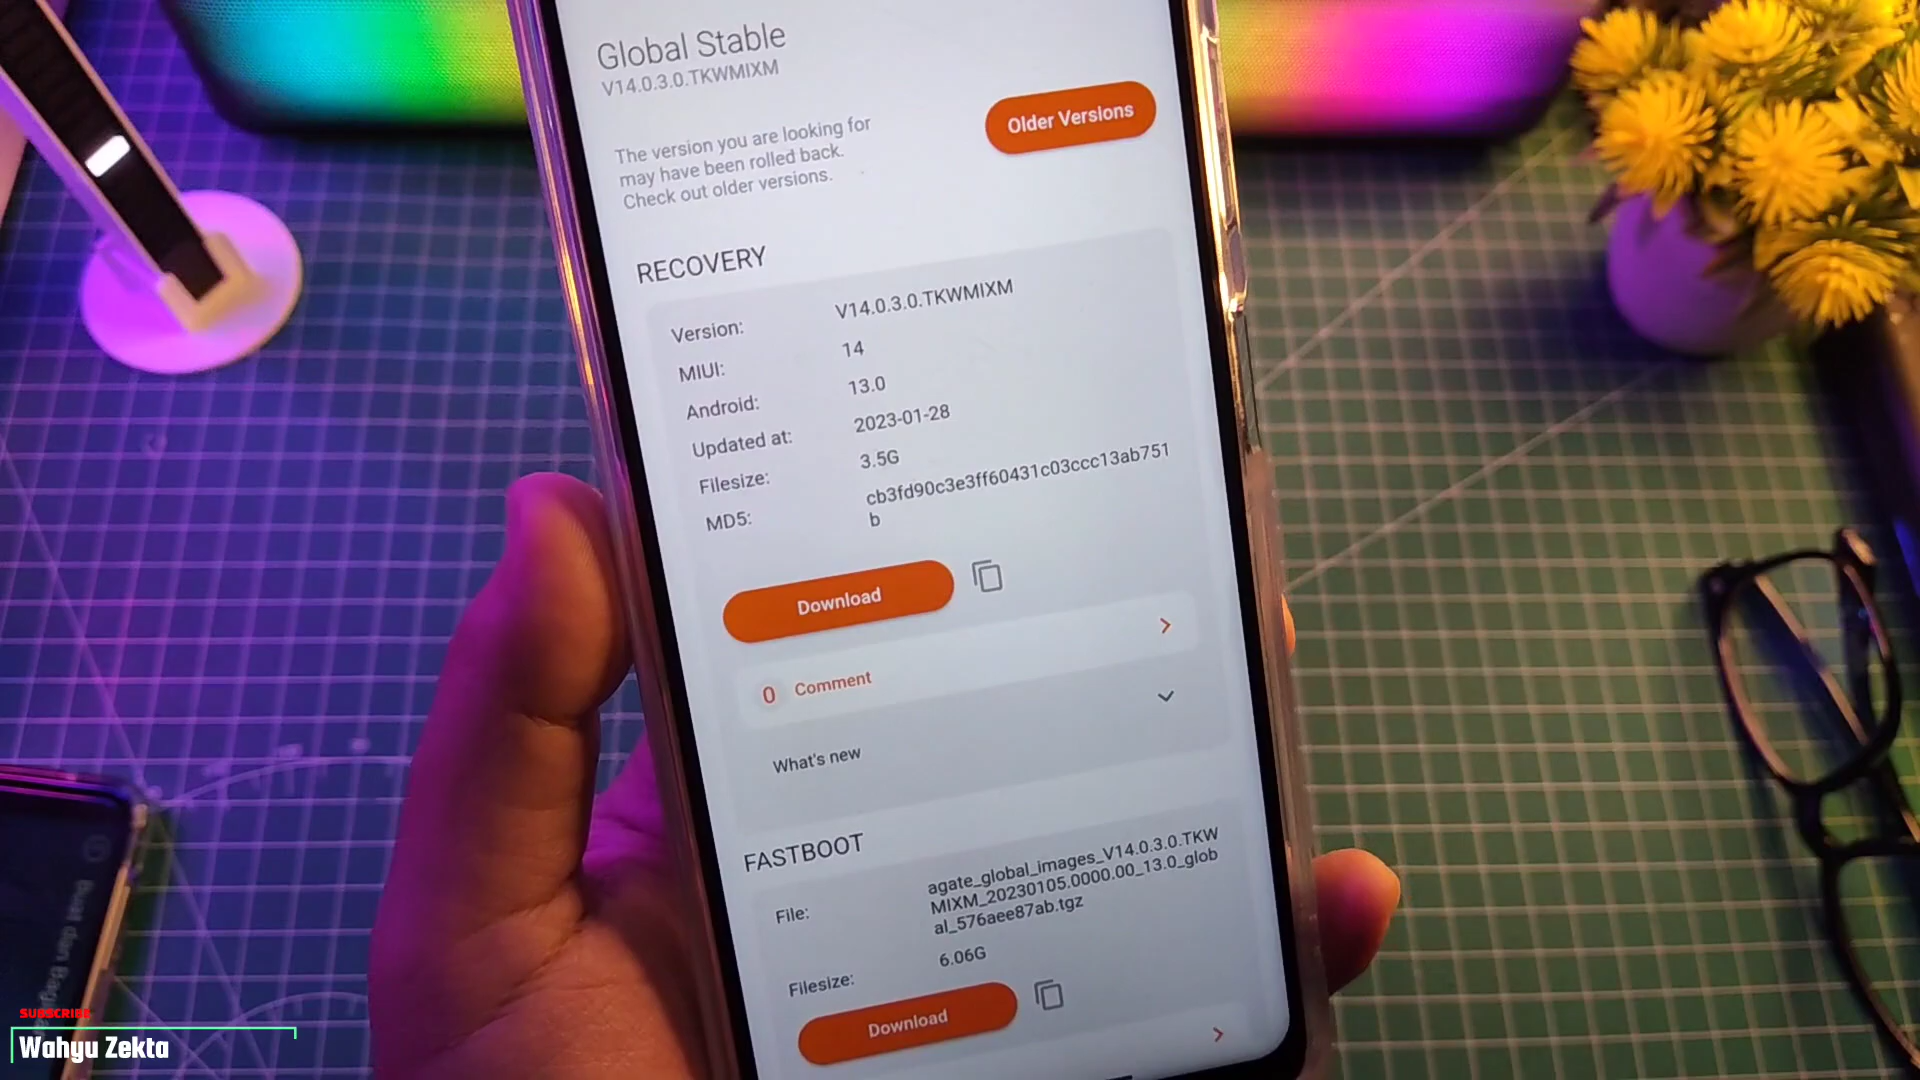 Global Stable
V14.0.3.0.TKWMIXM
The version you are looking for
may have been rolled back.
Check out older versions.
Older Versions
RECOVERY
Version: V14.0.3.0.TKWMIXM
MIUI: 14
Android: 13.0
Updated at: 2023-01-28
Filesize: 3.5G
MD5: cb3fd90c3e3ff60431c03ccc13ab751
b
Download
0 Comment
What's new
FASTBOOT
File: agate_global_images_V14.0.3.0.TKW
MIXM_20230105.0000.00_13.0_glob
al_576aee87ab.tgz
Filesize: 6.06G
Download
SUBSCRIBE
Wahyu Zekta